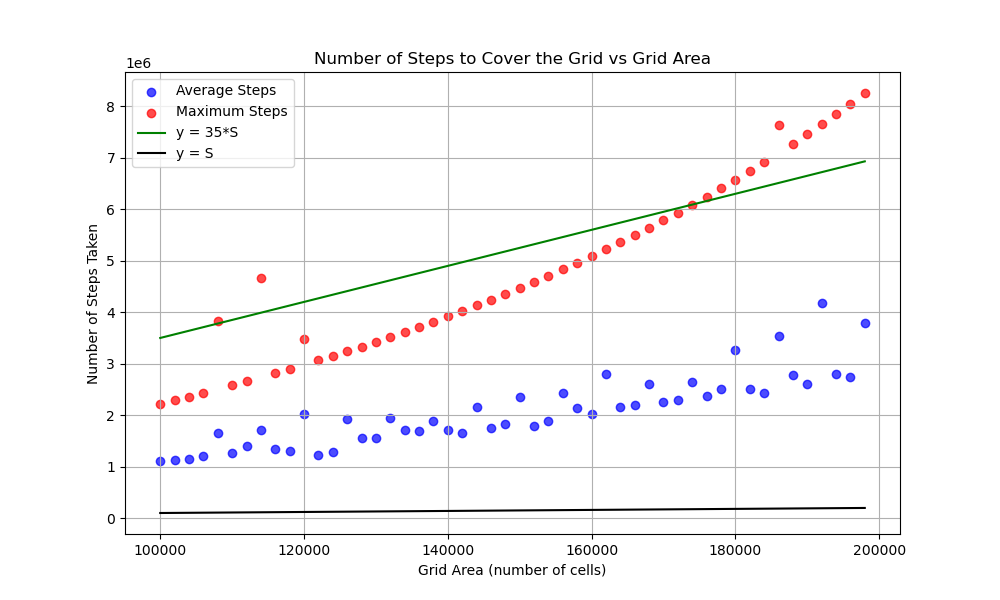 Number of Steps to Cover the Grid vs Grid Area
1e6
Average Steps
Maximum Steps
y = 35*S
y = S
8
7
6
5
4
3
2
1
0
Number of Steps Taken
100000 120000 140000 160000 180000 200000
Grid Area (number of cells)